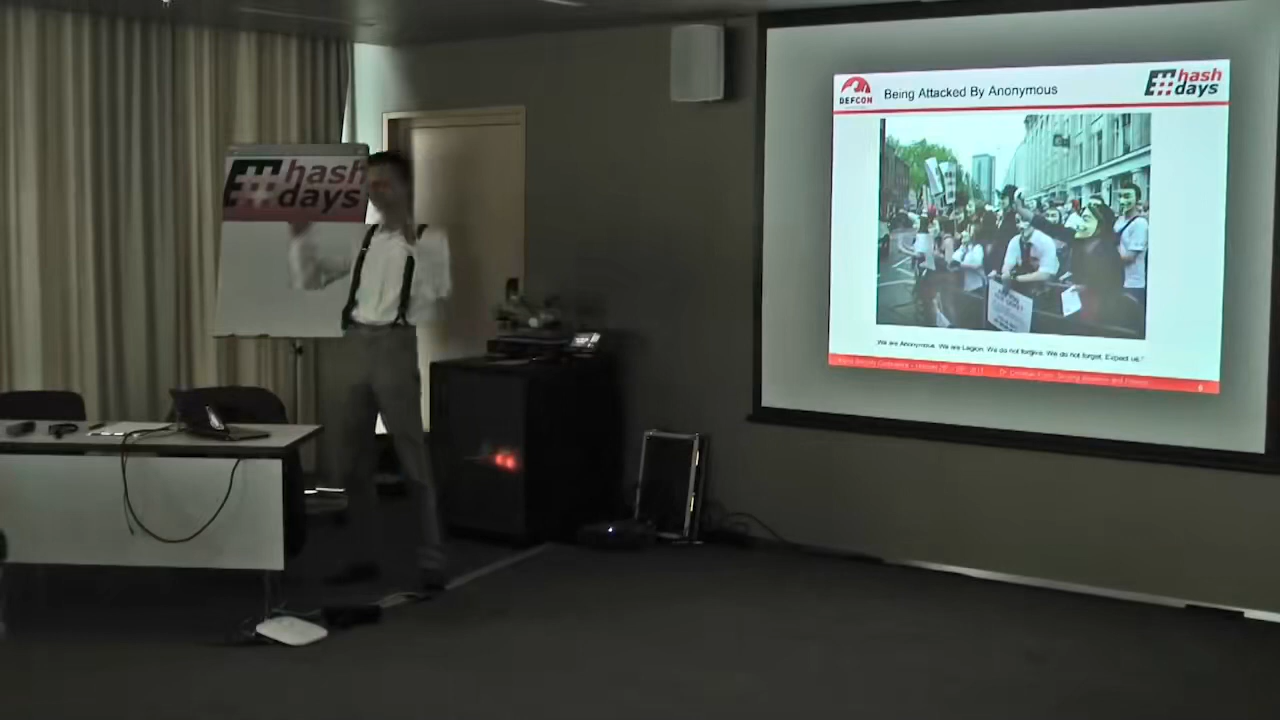 hash
days
DEFCON
Being Attacked By Anonymous
hash
days
„We are Anonymous. We are Legion. We do not forgive. We do not forget. Expect us."
6